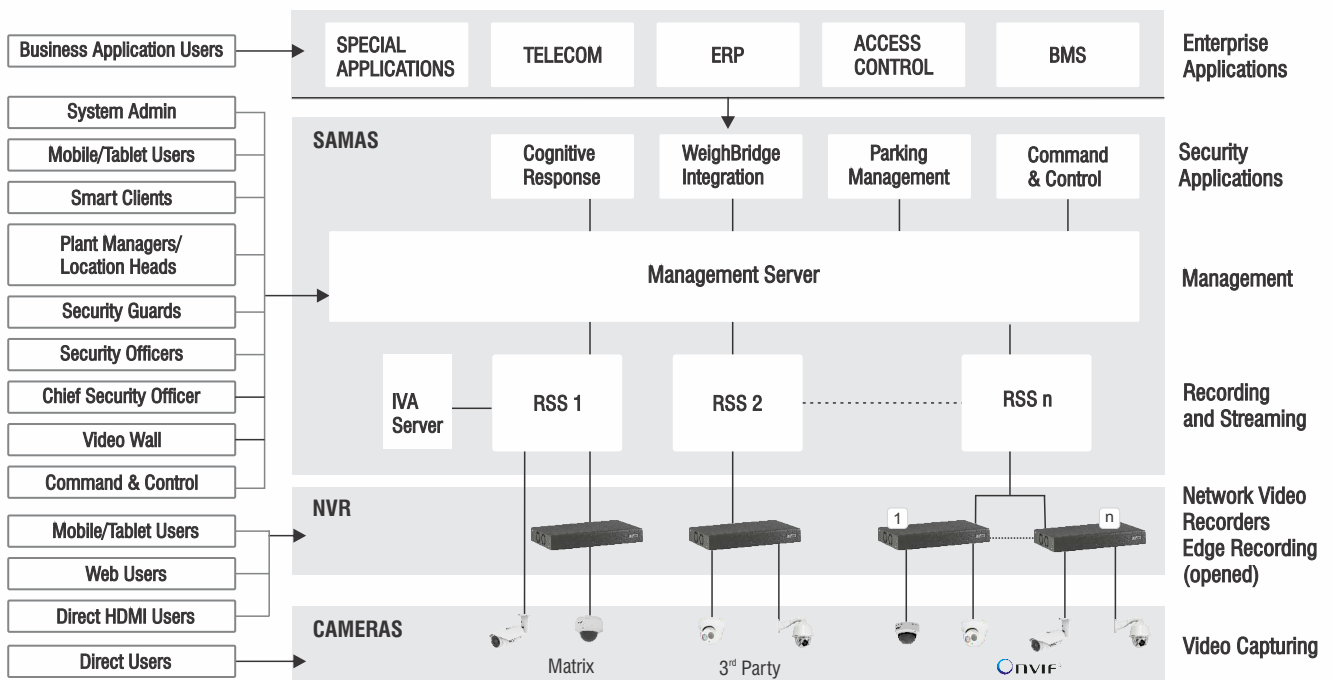 Business Application Users
SPECIAL
APPLICATIONS
TELECOM
ERP
ACCESS
CONTROL
BMS
Enterprise
Applications
System Admin
Mobile/Tablet Users
Smart Clients
Plant Managers/
Location Heads
Security Guards
Security Officers
Chief Security Officer
Video Wall
Command & Control
SAMAS
Cognitive
Response
WeighBridge
Integration
Parking
Management
Command
& Control
Security
Applications
Management Server
Management
IVA
Server
RSS 1
RSS 2
RSS n
Recording
and Streaming
Mobile/Tablet Users
Web Users
Direct HDMI Users
NVR
1
n
Network Video
Recorders
Edge Recording
(opened)
Direct Users
CAMERAS
Matrix
3rd Party
ONVIF
Video Capturing